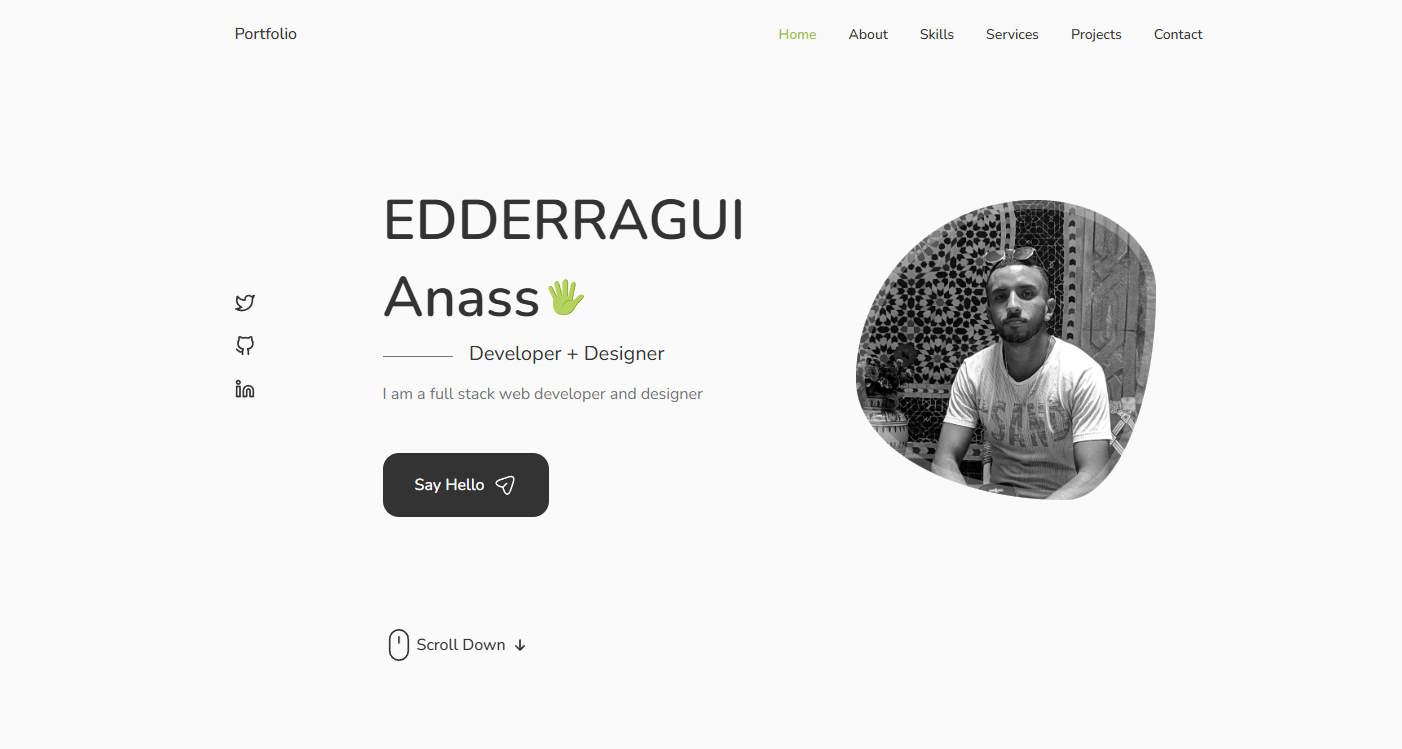 Portfolio
Home About Skills Services Projects Contact
EDDERRAGUI
Anass
Developer + Designer
I am a full stack web developer and designer
Say Hello
Scroll Down
SAND